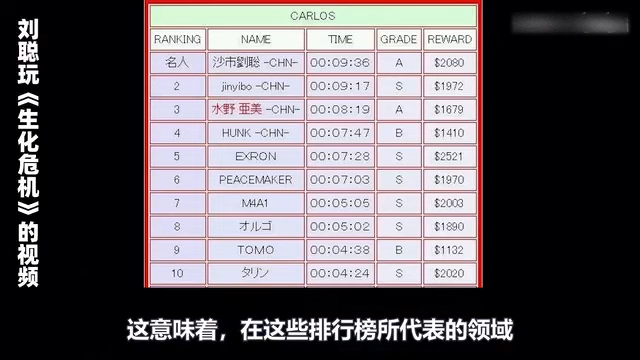 刘聪玩《生化危机》的视频
CARLOS
RANKING NAME TIME GRADE REWARD
名人 沙市劉聡 -CHN- 00:09:36 A $2080
2 jinyibo -CHN- 00:09:17 S $1972
3 水野 亜美 -CHN- 00:08:19 A $1679
4 HUNK -CHN- 00:07:47 B $1410
5 EXRON 00:07:28 S $2521
6 PEACEMAKER 00:07:03 S $1970
7 M4A1 00:05:05 S $2003
8 オルゴ 00:05:02 S $1890
9 TOMO 00:04:38 B $1132
10 タリン 00:04:24 S $2020
这意味着，在这些排行榜所代表的领域